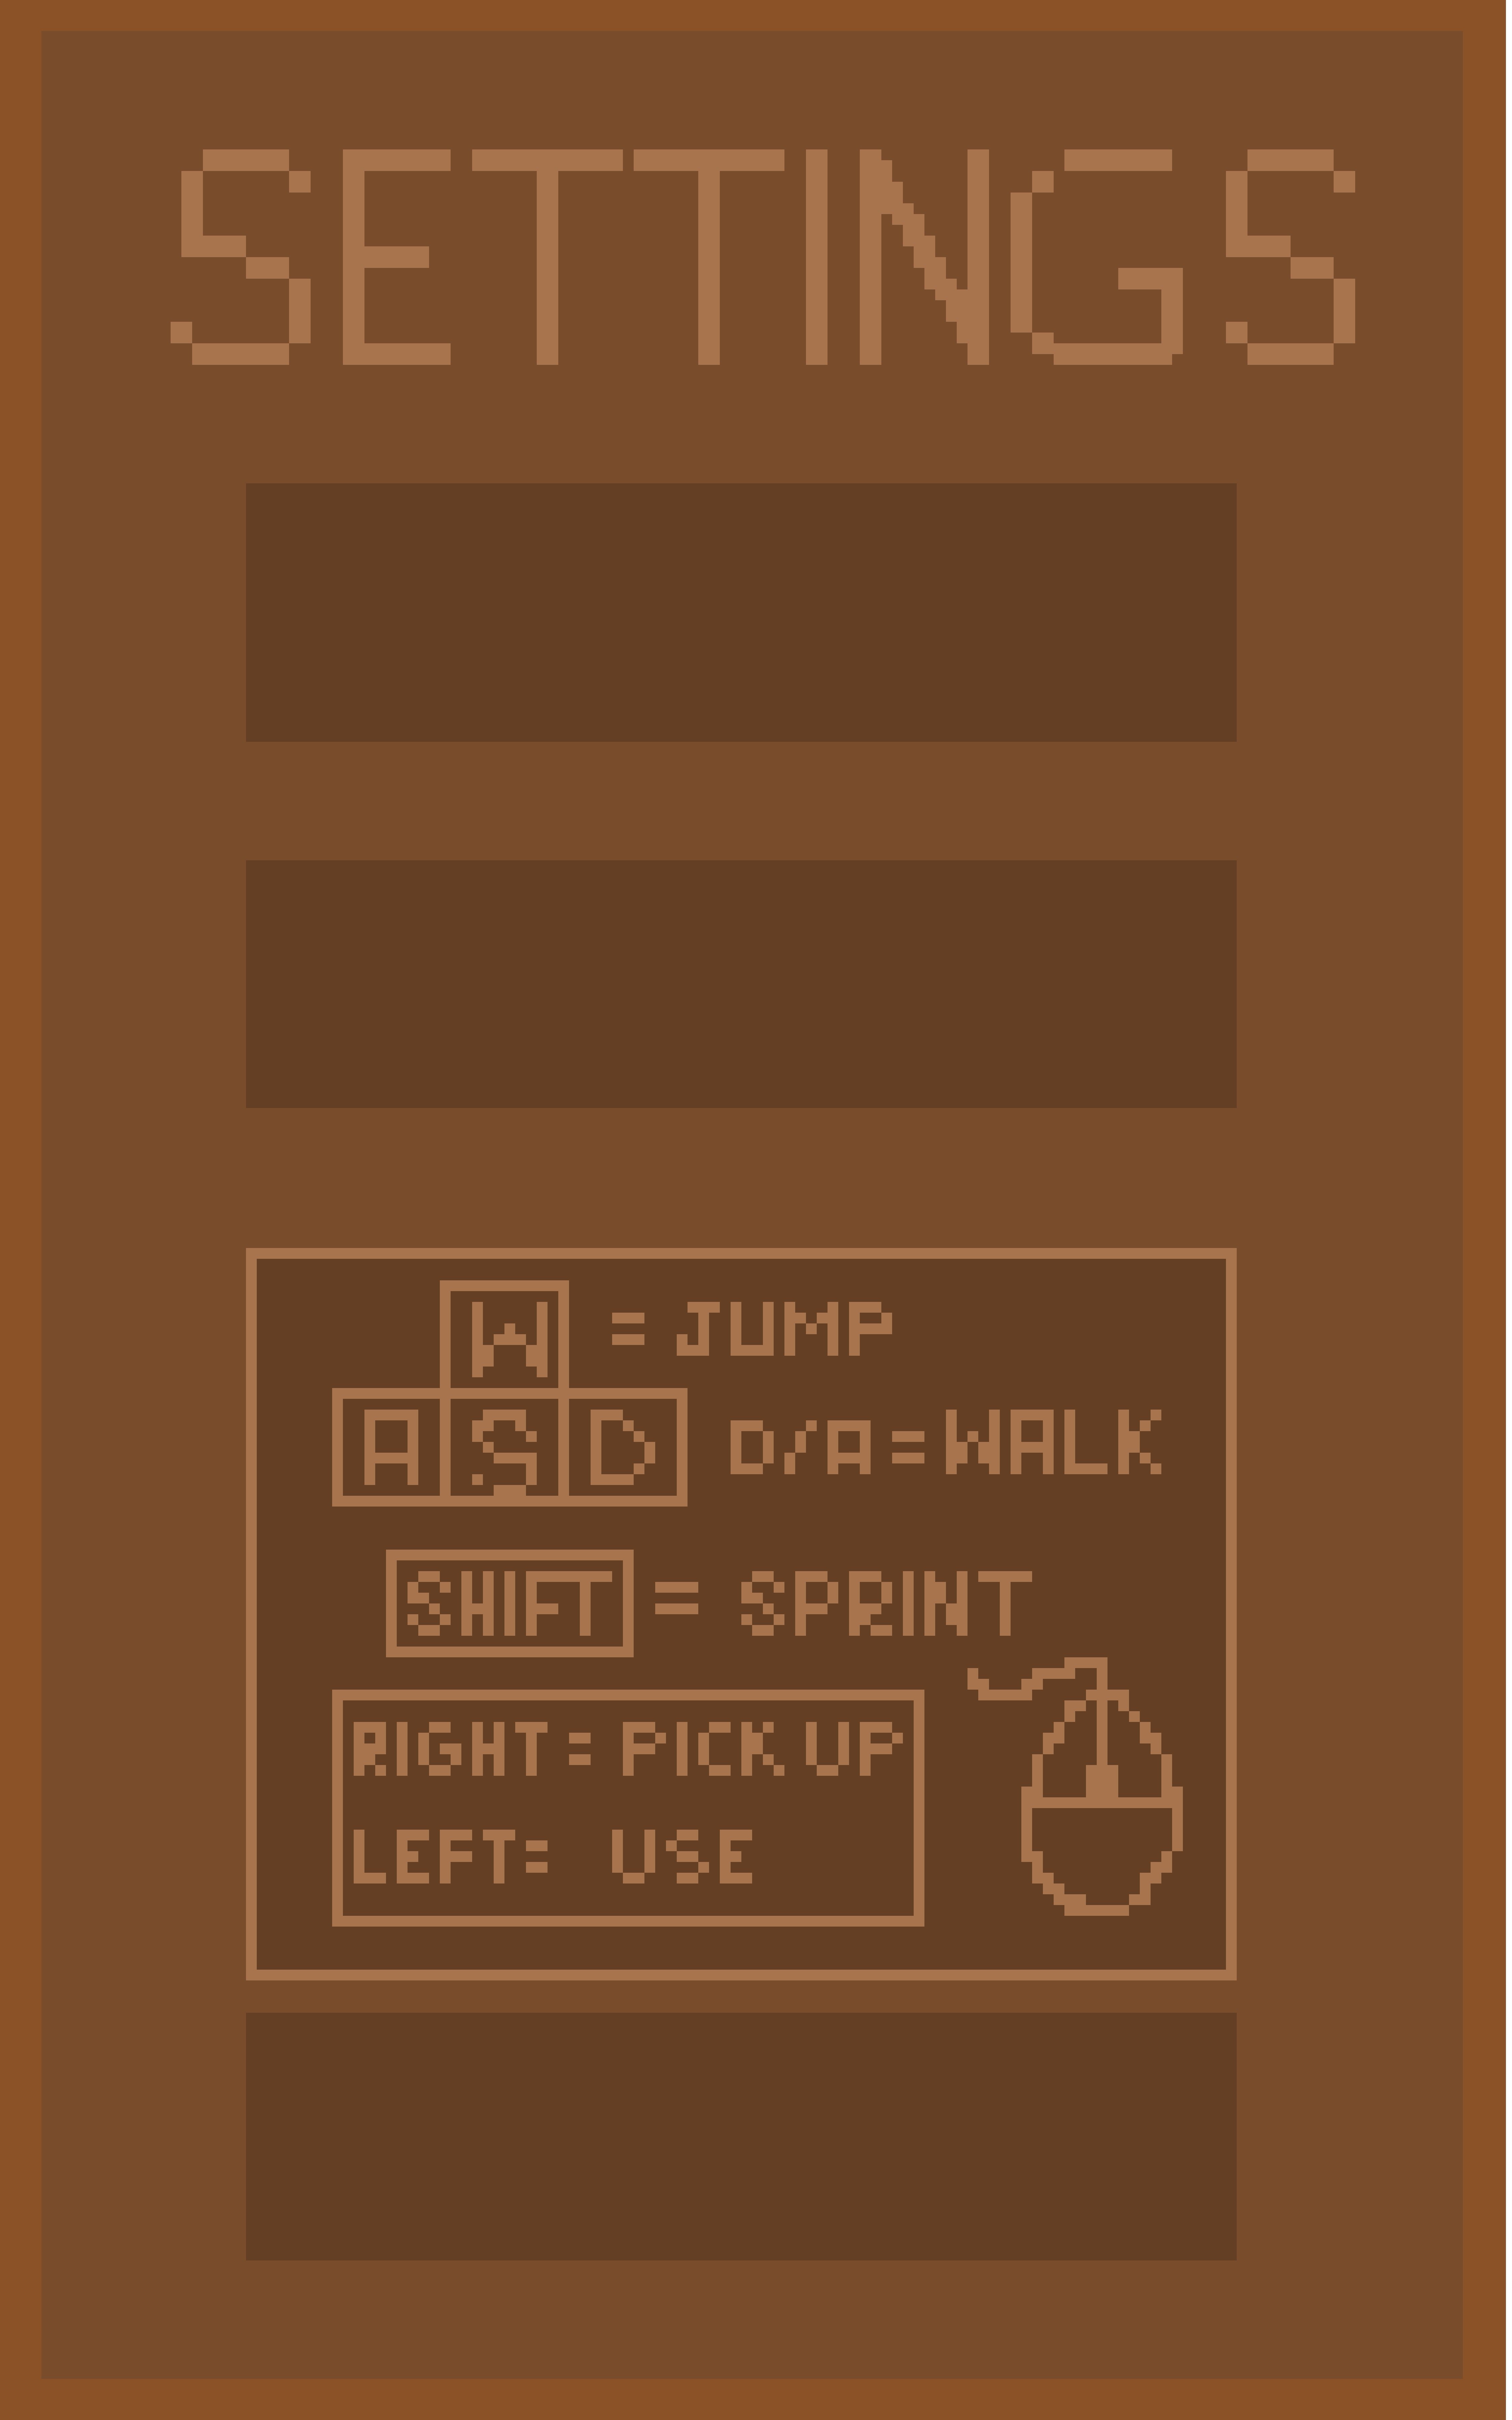 SETTINGS
W = JUMP
A S D D/A = WALK
SHIFT = SPRINT
RIGHT = PICK UP
LEFT= USE